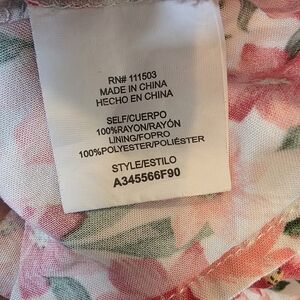 RN# 111503
MADE IN CHINA
HECHO EN CHINA
SELF/CUERPO
100%RAYON/RAYÓN
LINING/FOPRO
100%POLYESTER/POLIÉSTER
STYLE/ESTILO
A345566F90